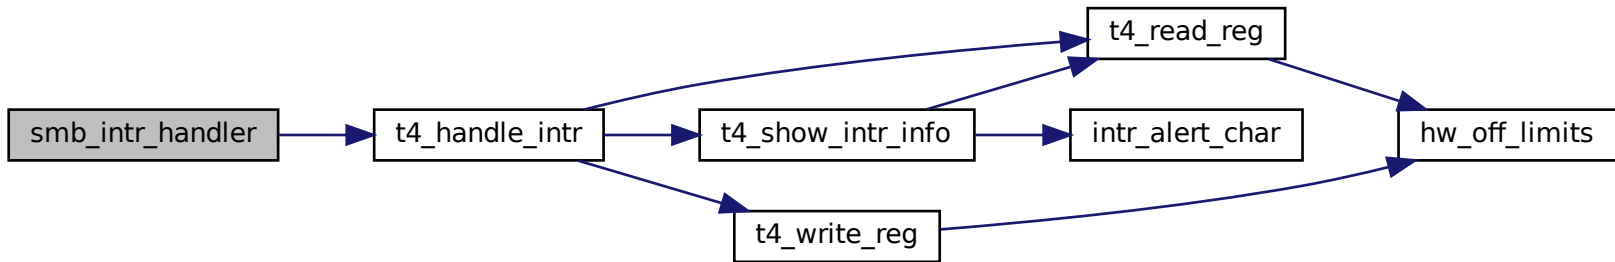 smb_intr_handler
t4_handle_intr
t4_read_reg
t4_show_intr_info
intr_alert_char
hw_off_limits
t4_write_reg